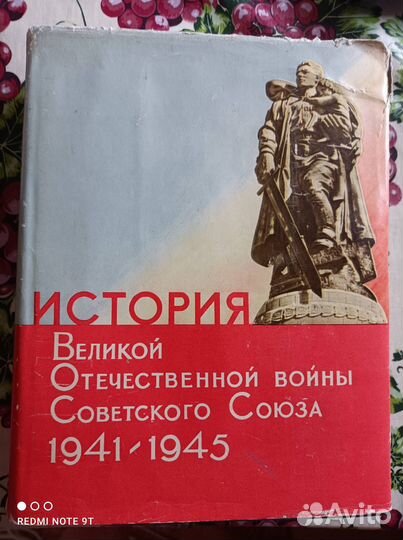 ИСТОРИЯ
Великой
Отечественной войны
Советского Союза
1941-1945
REDMI NOTE 9T
Avito